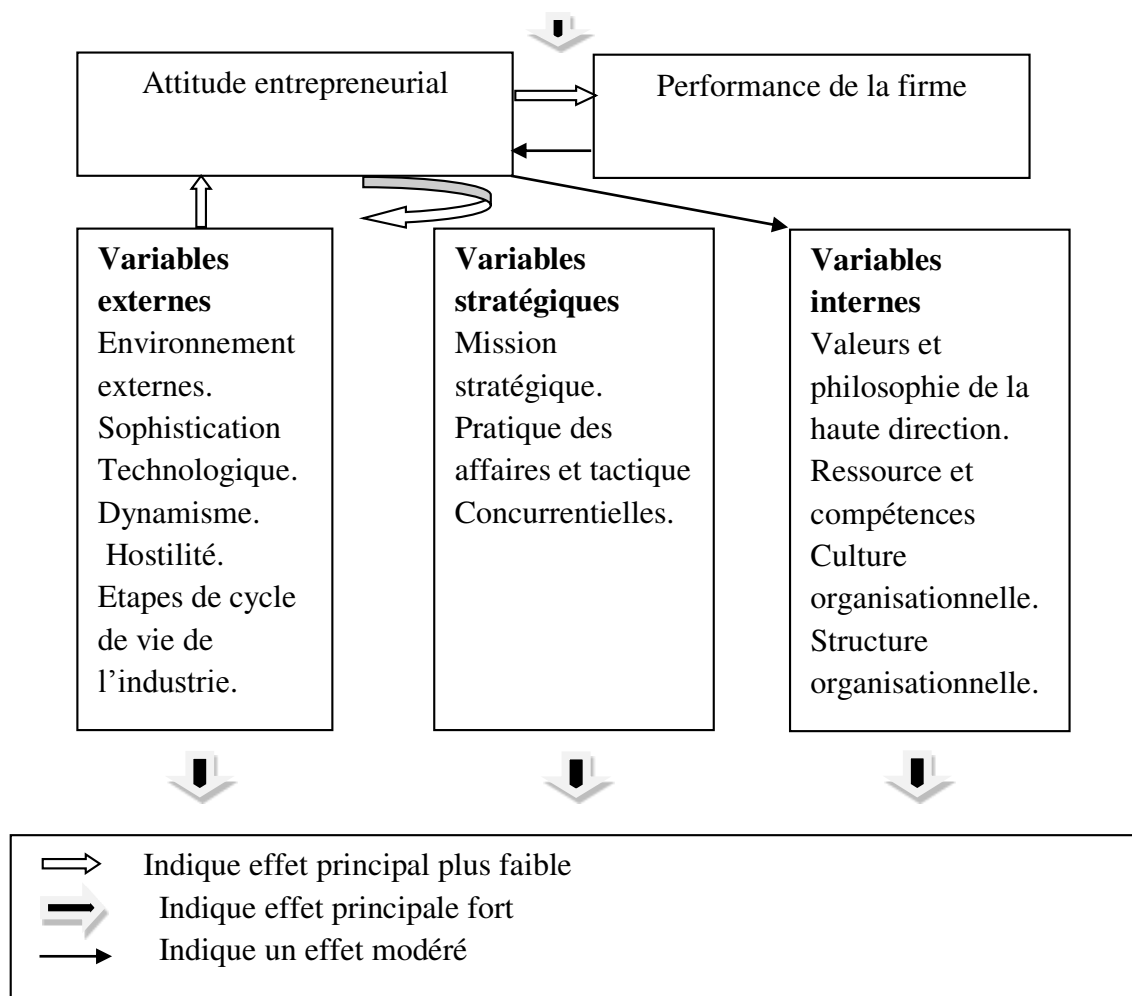 Attitude entrepreneurial
Performance de la firme
Variables
externes
Environnement
externes.
Sophistication
Technologique.
Dynamisme.
Hostilité.
Etapes de cycle
de vie de
l’industrie.
Variables
stratégiques
Mission
stratégique.
Pratique des
affaires et tactique
Concurrentielles.
Variables
internes
Valeurs et
philosophie de la
haute direction.
Ressource et
compétences
Culture
organisationnelle.
Structure
organisationnelle.
Indique effet principal plus faible
Indique effet principale fort
Indique un effet modéré